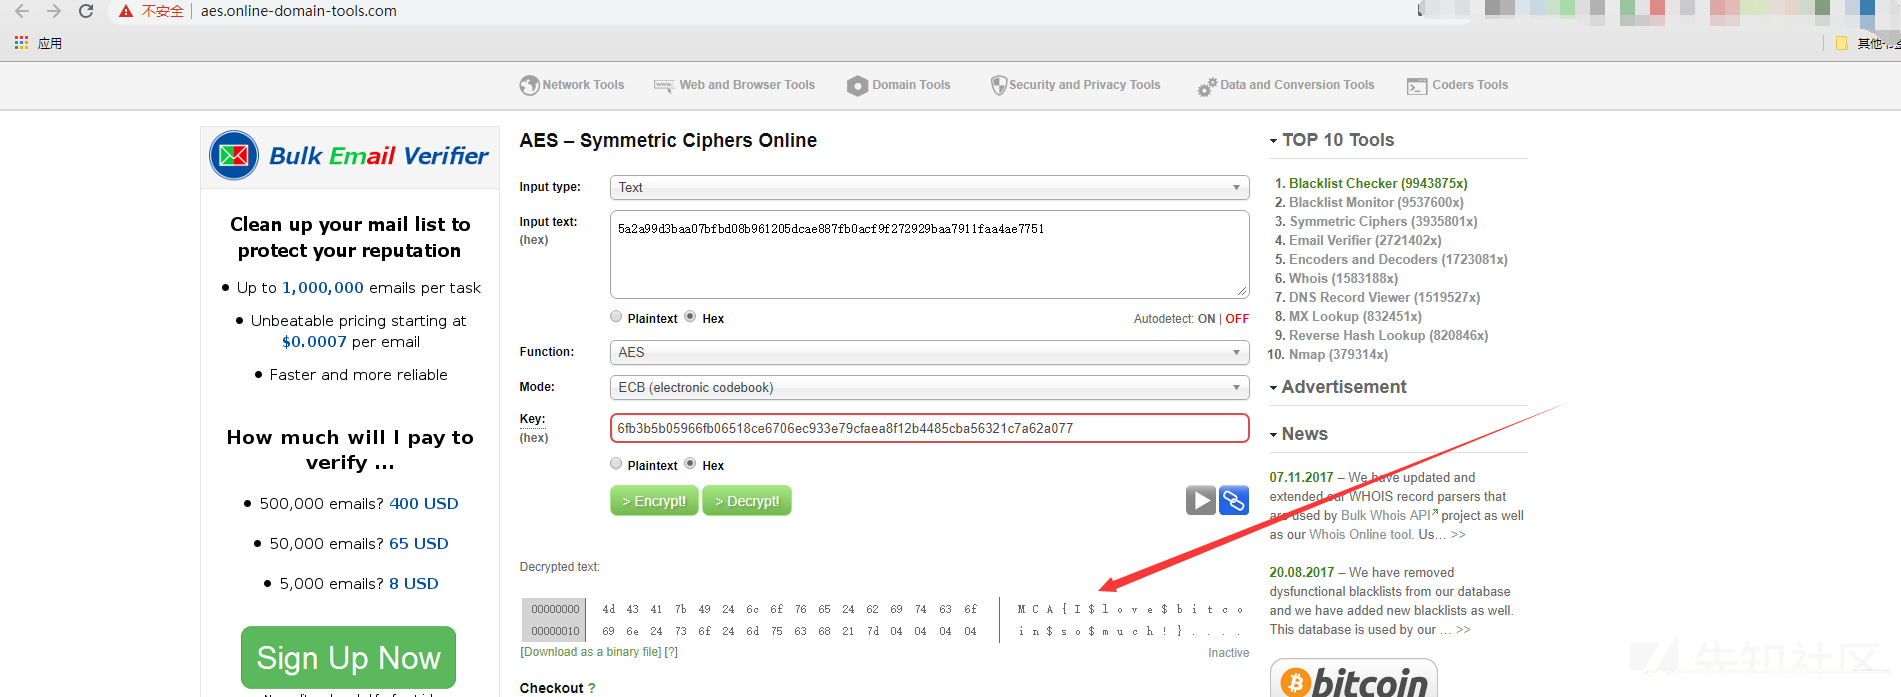 不安全 aes.online-domain-tools.com
应用
Network Tools Web and Browser Tools Domain Tools Security and Privacy Tools Data and Conversion Tools Coders Tools
Bulk Email Verifier
Clean up your mail list to
protect your reputation
Up to 1,000,000 emails per task
Unbeatable pricing starting at
$0.0007 per email
Faster and more reliable
How much will I pay to
verify ...
500,000 emails? 400 USD
50,000 emails? 65 USD
5,000 emails? 8 USD
Sign Up Now
AES – Symmetric Ciphers Online
Input type: Text
Input text:
(hex)
5a2a99d3baa07bfbd08b961205dcae887fb0acf9f272929baa7911faa4ae7751
Plaintext Hex Autodetect: ON | OFF
Function: AES
Mode: ECB (electronic codebook)
Key:
(hex)
6fb3b5b05966fb06518ce6706ec933e79cfaea8f12b4485cba56321c7a62a077
Plaintext Hex
> Encrypt! > Decrypt!
Decrypted text:
00000000 4d 43 41 7b 49 24 6c 6f 76 65 24 62 69 74 63 6f M C A { I $ l o v e $ b i t c o
00000010 69 6e 24 73 6f 24 6d 75 63 68 21 7d 04 04 04 04 i n $ s o $ m u c h ! } . . . .
[Download as a binary file] [?] Inactive
Checkout ?
TOP 10 Tools
1. Blacklist Checker (9943875x)
2. Blacklist Monitor (9537600x)
3. Symmetric Ciphers (3935801x)
4. Email Verifier (2721402x)
5. Encoders and Decoders (1723081x)
6. Whois (1583188x)
7. DNS Record Viewer (1519527x)
8. MX Lookup (832451x)
9. Reverse Hash Lookup (820846x)
10. Nmap (379314x)
Advertisement
News
07.11.2017 – We have updated and
extended our WHOIS record parsers that
are used by Bulk Whois API project as well
as our Whois Online tool. Us... >>
20.08.2017 – We have removed
dysfunctional blacklists from our database
and we have added new blacklists as well.
This database is used by our ... >>
bitcoin
先知社区